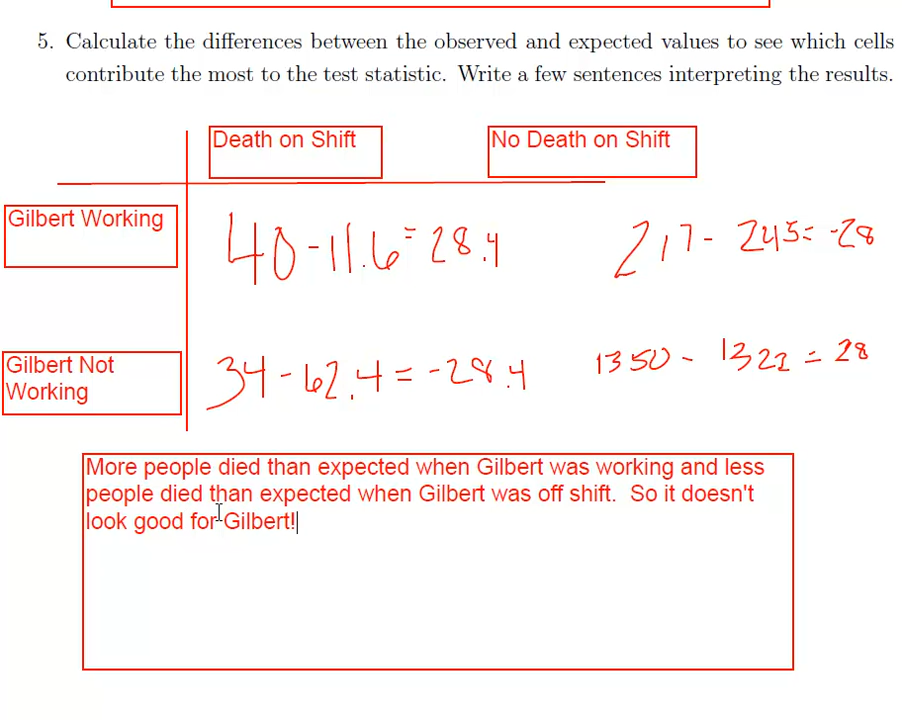 5. Calculate the differences between the observed and expected values to see which cells
contribute the most to the test statistic. Write a few sentences interpreting the results.
Death on Shift No Death on Shift
Gilbert Working 40 - 11.6 = 28.4 217 - 245 = -28
Gilbert Not
Working 34 - 62.4 = -28.4 1350 - 1322 = 28
More people died than expected when Gilbert was working and less
people died than expected when Gilbert was off shift. So it doesn't
look good for Gilbert!